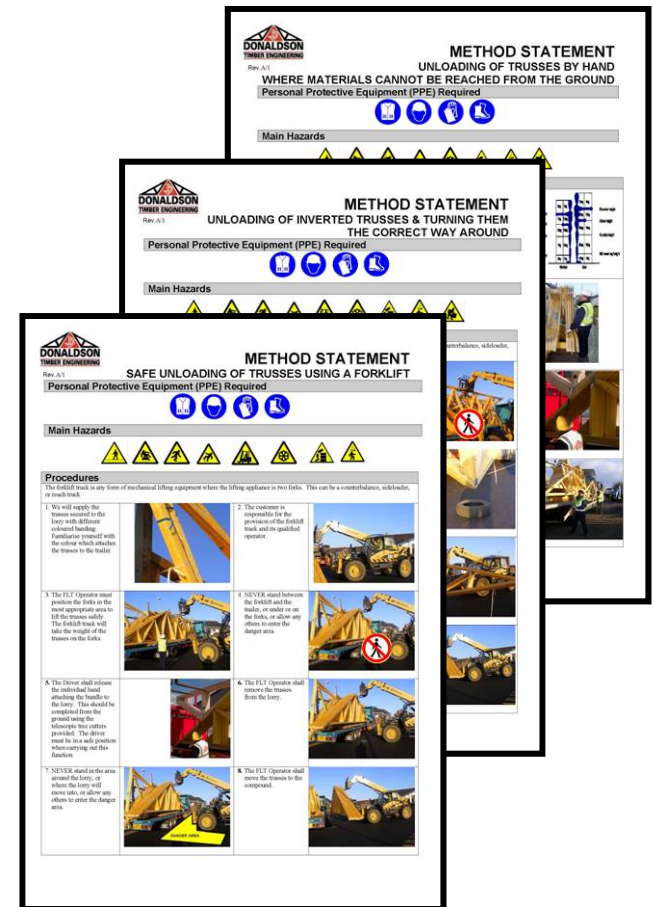 DONALDSON
TIMBER ENGINEERING
Rev.A/1
METHOD STATEMENT
UNLOADING OF TRUSSES BY HAND
WHERE MATERIALS CANNOT BE REACHED FROM THE GROUND
Personal Protective Equipment (PPE) Required
Main Hazards
DONALDSON
TIMBER ENGINEERING
Rev.A/1
METHOD STATEMENT
UNLOADING OF INVERTED TRUSSES & TURNING THEM
THE CORRECT WAY AROUND
Personal Protective Equipment (PPE) Required
Main Hazards
counterbalance, sideloader,
DONALDSON
TIMBER ENGINEERING
Rev.A/1
METHOD STATEMENT
SAFE UNLOADING OF TRUSSES USING A FORKLIFT
Personal Protective Equipment (PPE) Required
Main Hazards
Procedures
The forklift truck is any form of mechanical lifting equipment where the lifting appliance is two forks. This can be a counterbalance, sideloader,
or reach truck
1. We will supply the
trusses secured to the
lorry with different
coloured banding.
Familiarise yourself with
the colour which attaches
the trusses to the trailer.
2. The customer is
responsible for the
provision of the forklift
truck and its qualified
operator.
3. The FLT Operator must
position the forks in the
most appropriate area to
lift the trusses safely.
The forklift truck will
take the weight of the
trusses on the forks.
4. NEVER stand between
the forklift and the
trailer, or under or on
the forks, or allow any
others to enter the
danger area.
5. The Driver shall release
the individual band
attaching the bundle to
the lorry. This should be
completed from the
ground using the
telescopic tree cutters
provided. The driver
must be in a safe position
when carrying out this
function
6. The FLT Operator shall
remove the trusses
from the lorry.
7. NEVER stand in the area
around the lorry, or
where the lorry will
move into, or allow any
others to enter the danger
area.
DANGER AREA
8. The FLT Operator shall
move the trusses to the
compound.